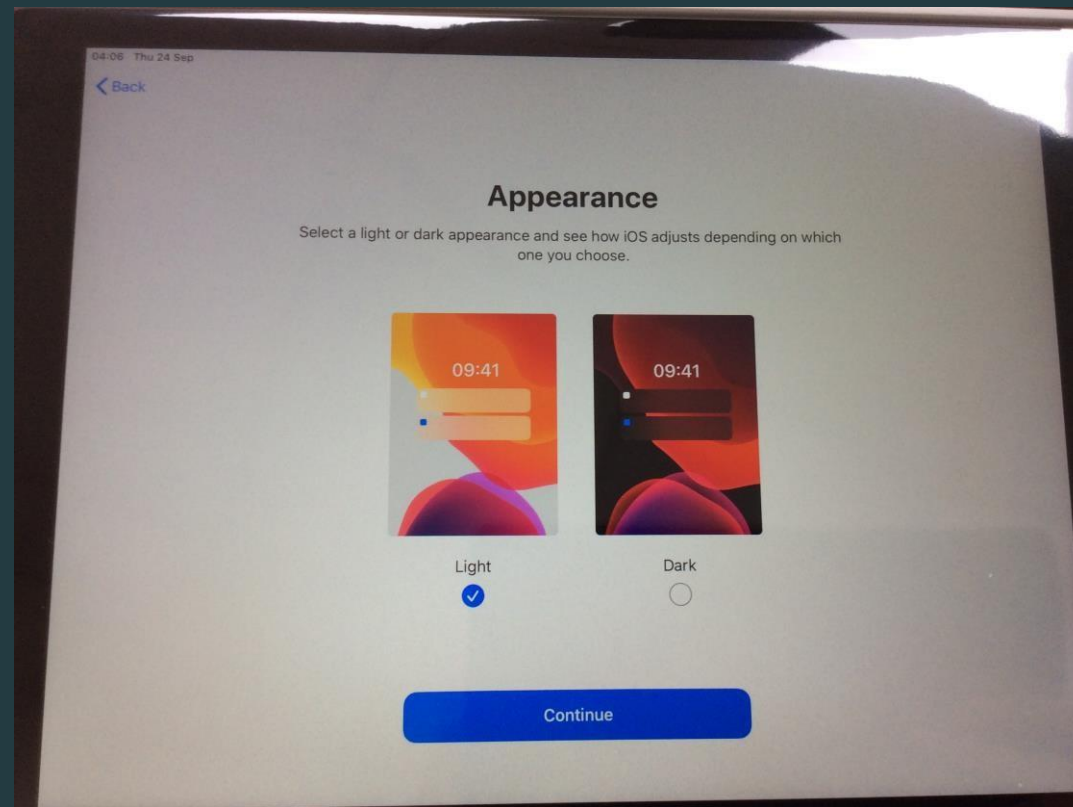 04:06 Thu 24 Sep
Back
Appearance
Select a light or dark appearance and see how iOS adjusts depending on which
one you choose.
09:41
09:41
Light
Dark
Continue